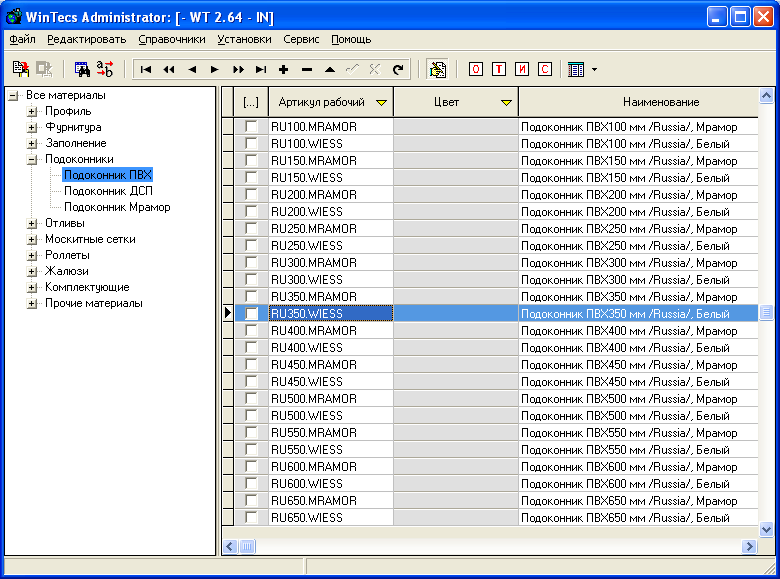 WinTecs Administrator: [- WT 2.64 - IN]
Файл Редактировать Справочники Установки Сервис Помощь
a b О Т И С
Все материалы
Профиль
Фурнитура
Заполнение
Подоконники
Подоконник ПВХ
Подоконник ДСП
Подоконник Мрамор
Отливы
Москитные сетки
Роллеты
Жалюзи
Комплектующие
Прочие материалы
[...] Артикул рабочий Цвет Наименование
RU100.MRAMOR Подоконник ПВХ100 мм /Russia/, Мрамор
RU100.WIESS Подоконник ПВХ100 мм /Russia/, Белый
RU150.MRAMOR Подоконник ПВХ150 мм /Russia/, Мрамор
RU150.WIESS Подоконник ПВХ150 мм /Russia/, Белый
RU200.MRAMOR Подоконник ПВХ200 мм /Russia/, Мрамор
RU200.WIESS Подоконник ПВХ200 мм /Russia/, Белый
RU250.MRAMOR Подоконник ПВХ250 мм /Russia/, Мрамор
RU250.WIESS Подоконник ПВХ250 мм /Russia/, Белый
RU300.MRAMOR Подоконник ПВХ300 мм /Russia/, Мрамор
RU300.WIESS Подоконник ПВХ300 мм /Russia/, Белый
RU350.MRAMOR Подоконник ПВХ350 мм /Russia/, Мрамор
RU350.WIESS Подоконник ПВХ350 мм /Russia/, Белый
RU400.MRAMOR Подоконник ПВХ400 мм /Russia/, Мрамор
RU400.WIESS Подоконник ПВХ400 мм /Russia/, Белый
RU450.MRAMOR Подоконник ПВХ450 мм /Russia/, Мрамор
RU450.WIESS Подоконник ПВХ450 мм /Russia/, Белый
RU500.MRAMOR Подоконник ПВХ500 мм /Russia/, Мрамор
RU500.WIESS Подоконник ПВХ500 мм /Russia/, Белый
RU550.MRAMOR Подоконник ПВХ550 мм /Russia/, Мрамор
RU550.WIESS Подоконник ПВХ550 мм /Russia/, Белый
RU600.MRAMOR Подоконник ПВХ600 мм /Russia/, Мрамор
RU600.WIESS Подоконник ПВХ600 мм /Russia/, Белый
RU650.MRAMOR Подоконник ПВХ650 мм /Russia/, Мрамор
RU650.WIESS Подоконник ПВХ650 мм /Russia/, Белый